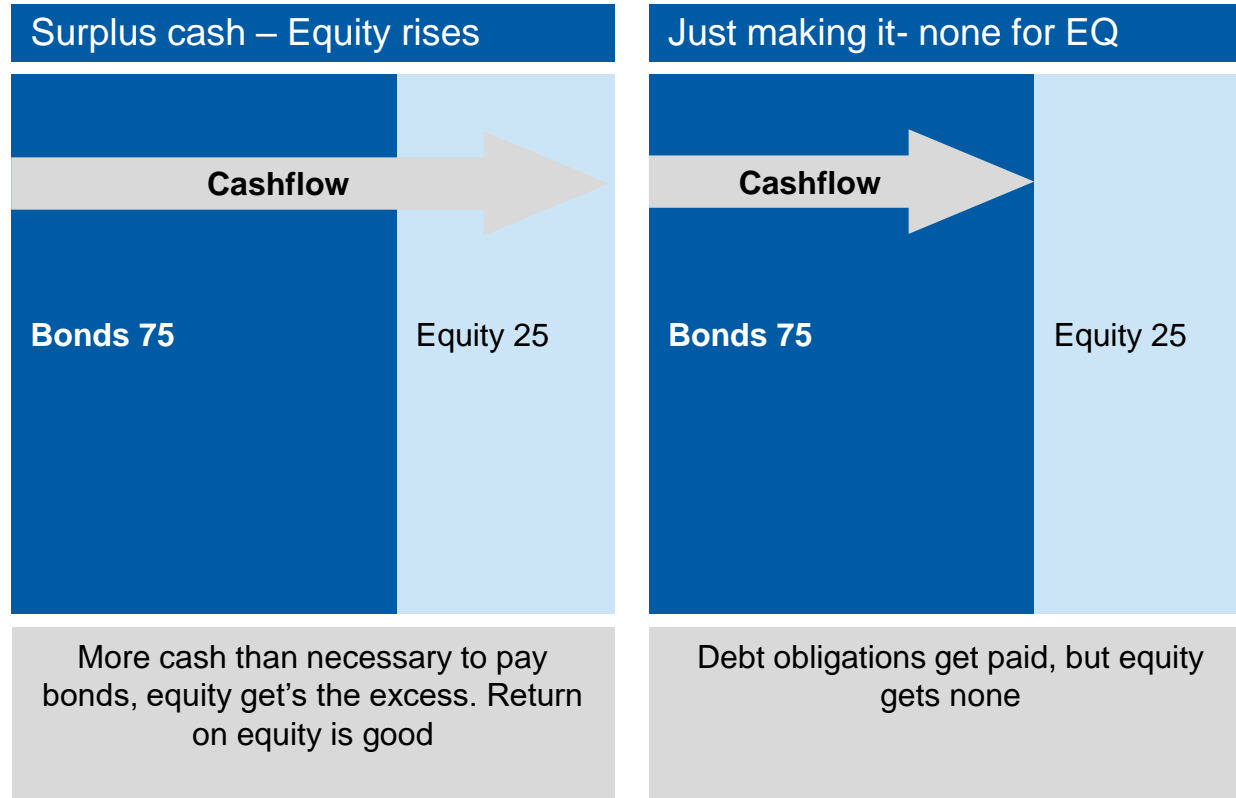 Surplus cash – Equity rises
Cashflow
Bonds 75
Equity 25
More cash than necessary to pay
bonds, equity get's the excess. Return
on equity is good
Just making it- none for EQ
Cashflow
Bonds 75
Equity 25
Debt obligations get paid, but equity
gets none